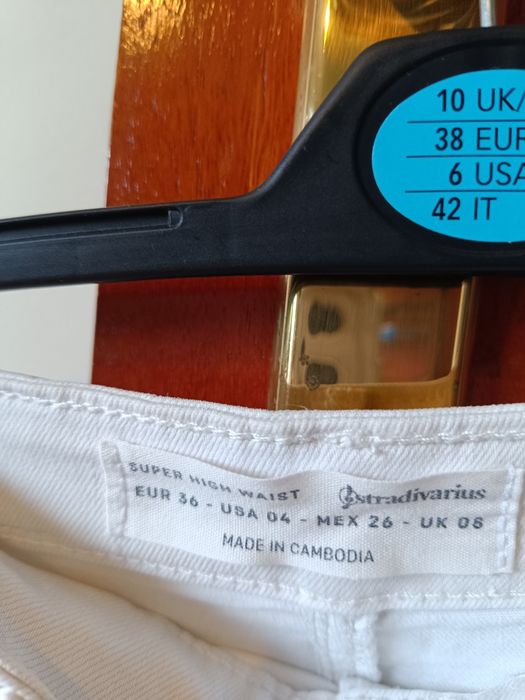 10 UK/
38 EUR
6 USA
42 IT
SUPER HIGH WAIST
stradivarius
EUR 36 - USA 04 - MEX 26 - UK 08
MADE IN CAMBODIA